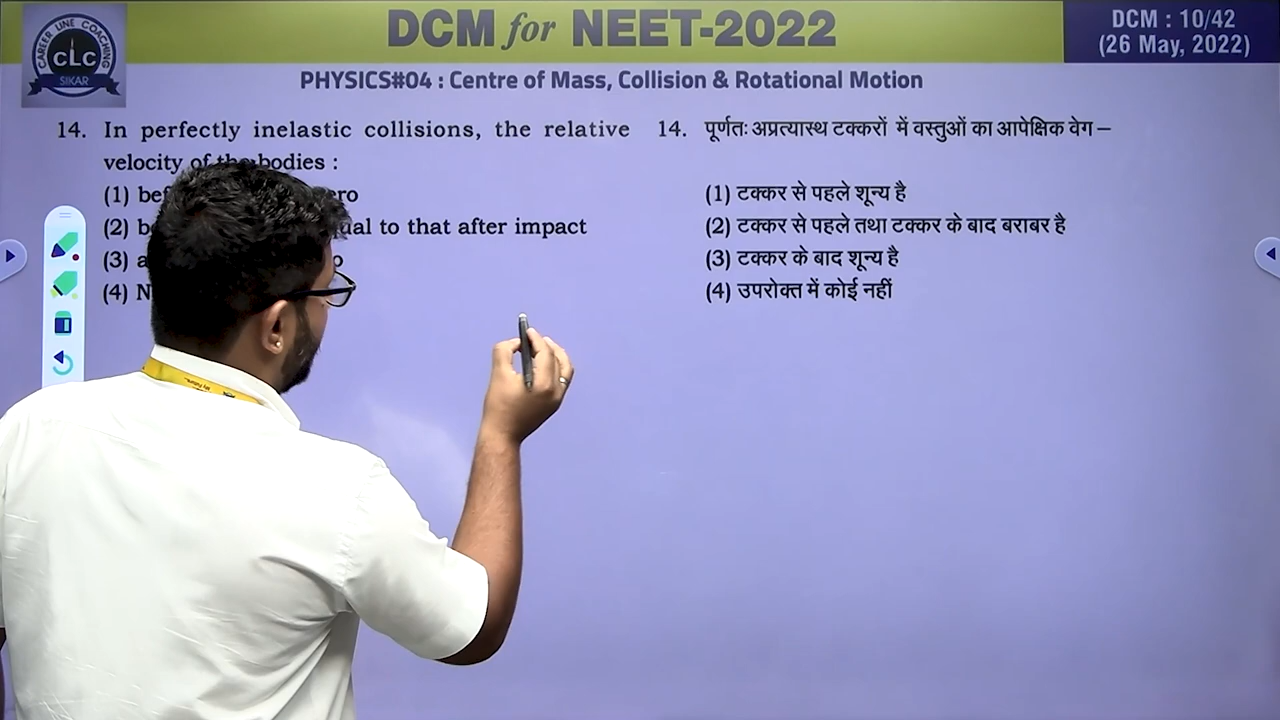 CAREER LINE COACHING
CLC
SIKAR
DCM for NEET-2022
DCM : 10/42
(26 May, 2022)
PHYSICS#04 : Centre of Mass, Collision & Rotational Motion
14. In perfectly inelastic collisions, the relative
velocity of the bodies :
(1)
(2) to that after impact
(3)
(4)
14. पूर्णतः अप्रत्यास्थ टक्करों में वस्तुओं का आपेक्षिक वेग –
(1) टक्कर से पहले शून्य है
(2) टक्कर से पहले तथा टक्कर के बाद बराबर है
(3) टक्कर के बाद शून्य है
(4) उपरोक्त में कोई नहीं